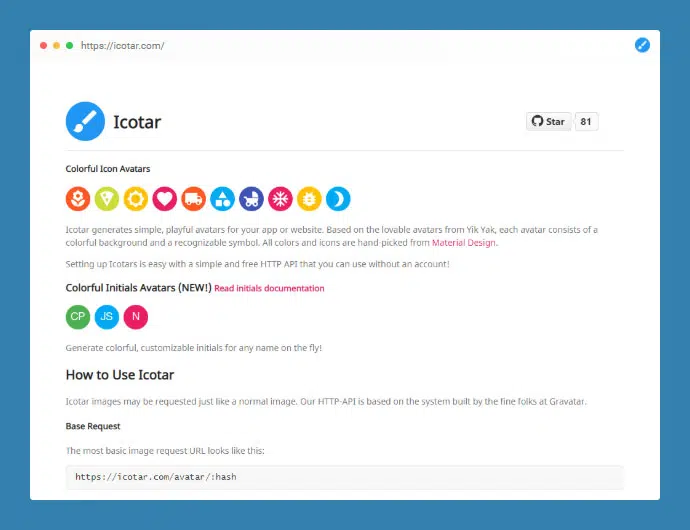 https://icotar.com/
Icotar
Star 81
Colorful Icon Avatars
Icotar generates simple, playful avatars for your app or website. Based on the lovable avatars from Yik Yak, each avatar consists of a
colorful background and a recognizable symbol. All colors and icons are hand-picked from Material Design.
Setting up Icotars is easy with a simple and free HTTP API that you can use without an account!
Colorful Initials Avatars (NEW!) Read initials documentation
CP JS N
Generate colorful, customizable initials for any name on the fly!
How to Use Icotar
Icotar images may be requested just like a normal image. Our HTTP-API is based on the system built by the fine folks at Gravatar.
Base Request
The most basic image request URL looks like this:
https://icotar.com/avatar/:hash